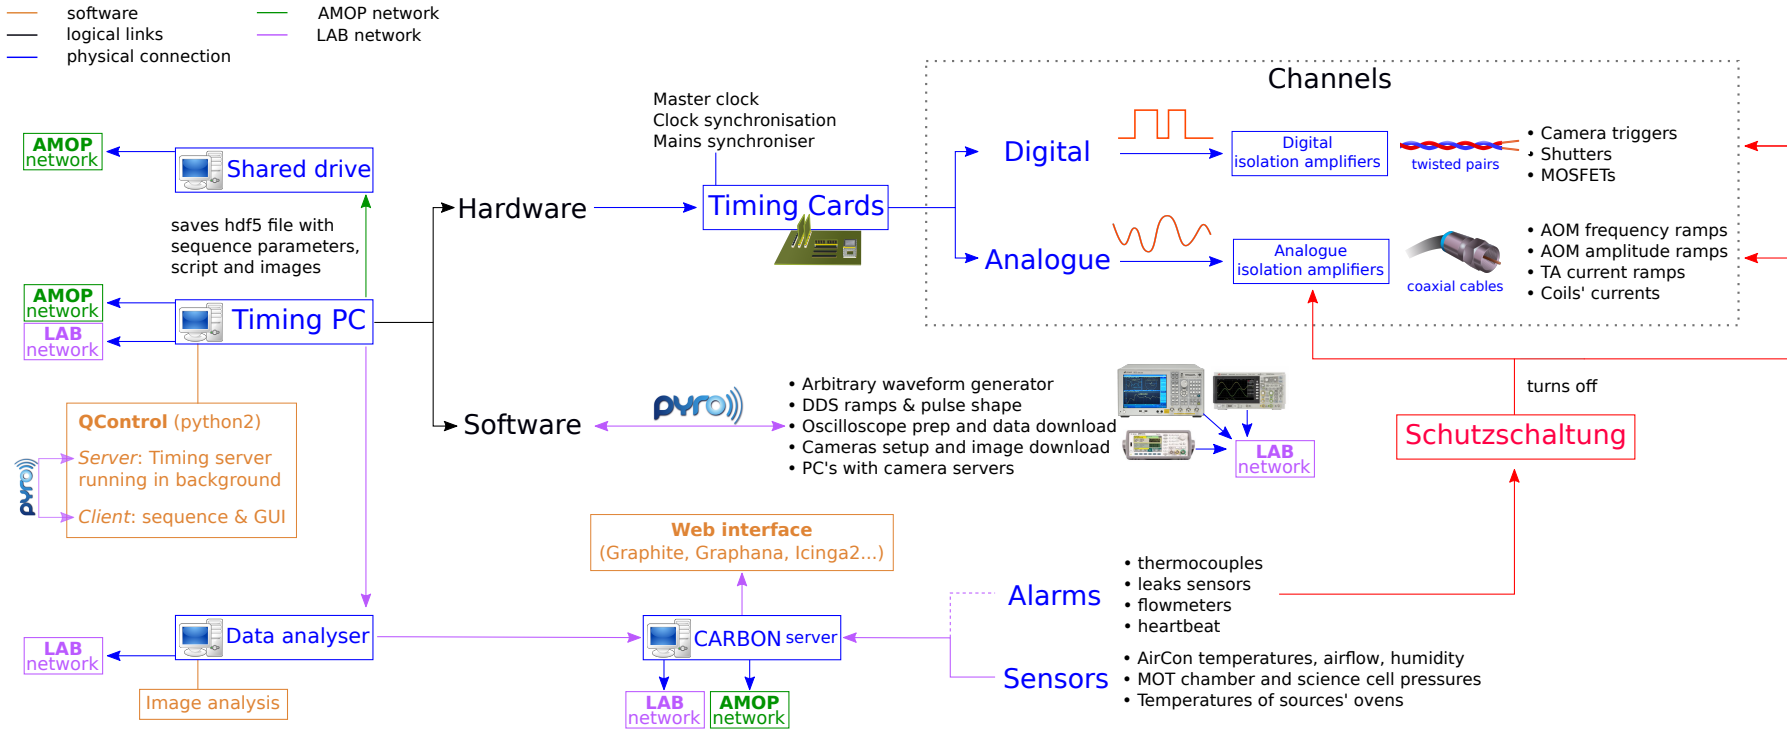 software
logical links
physical connection
AMOP network
LAB network
Channels
Master clock
Clock synchronisation
Mains synchroniser
AMOP
network
Shared drive
saves hdf5 file with
sequence parameters,
script and images
Hardware
Timing Cards
Digital
Digital
isolation amplifiers
twisted pairs
• Camera triggers
• Shutters
• MOSFETs
Analogue
Analogue
isolation amplifiers
coaxial cables
• AOM frequency ramps
• AOM amplitude ramps
• TA current ramps
• Coils' currents
AMOP
network
LAB
network
Timing PC
QControl (python2)
Server: Timing server
running in background
Client: sequence & GUI
pyro
Software
pyro
• Arbitrary waveform generator
• DDS ramps & pulse shape
• Oscilloscope prep and data download
• Cameras setup and image download
• PC's with camera servers
LAB
network
turns off
Schutzschaltung
Web interface
(Graphite, Graphana, Icinga2...)
LAB
network
Data analyser
Image analysis
CARBON server
LAB
network
AMOP
network
Alarms
• thermocouples
• leaks sensors
• flowmeters
• heartbeat
Sensors
• AirCon temperatures, airflow, humidity
• MOT chamber and science cell pressures
• Temperatures of sources' ovens